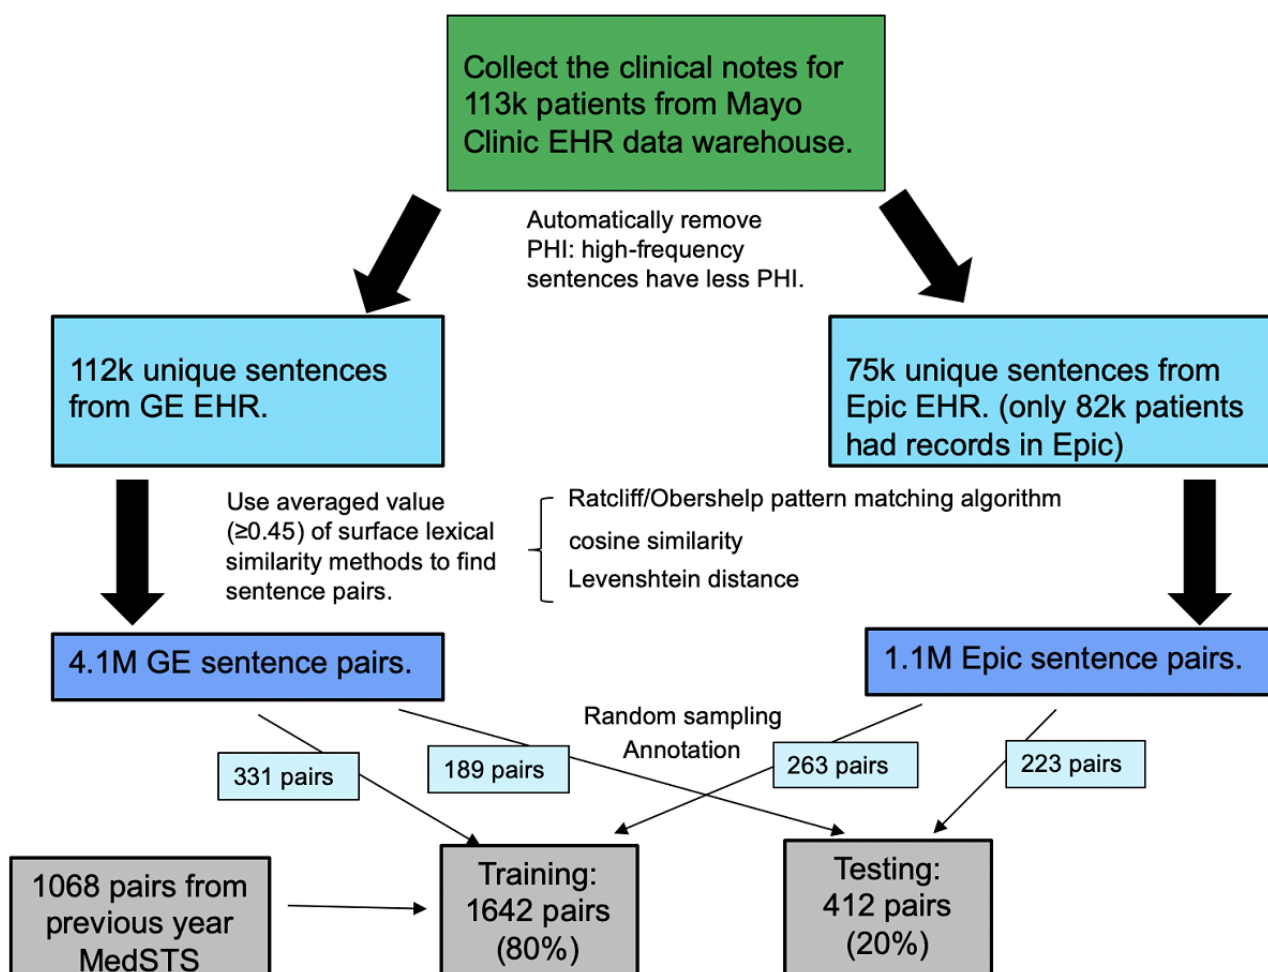 Collect the clinical notes for
113k patients from Mayo
Clinic EHR data warehouse.
Automatically remove
PHI: high-frequency
sentences have less PHI.
112k unique sentences
from GE EHR.
75k unique sentences from
Epic EHR. (only 82k patients
had records in Epic)
Use averaged value
(≥0.45) of surface lexical
similarity methods to find
sentence pairs.
Ratcliff/Obershelp pattern matching algorithm
cosine similarity
Levenshtein distance
4.1M GE sentence pairs.
1.1M Epic sentence pairs.
Random sampling
Annotation
331 pairs
189 pairs
263 pairs
223 pairs
1068 pairs from
previous year
MedSTS
Training:
1642 pairs
(80%)
Testing:
412 pairs
(20%)